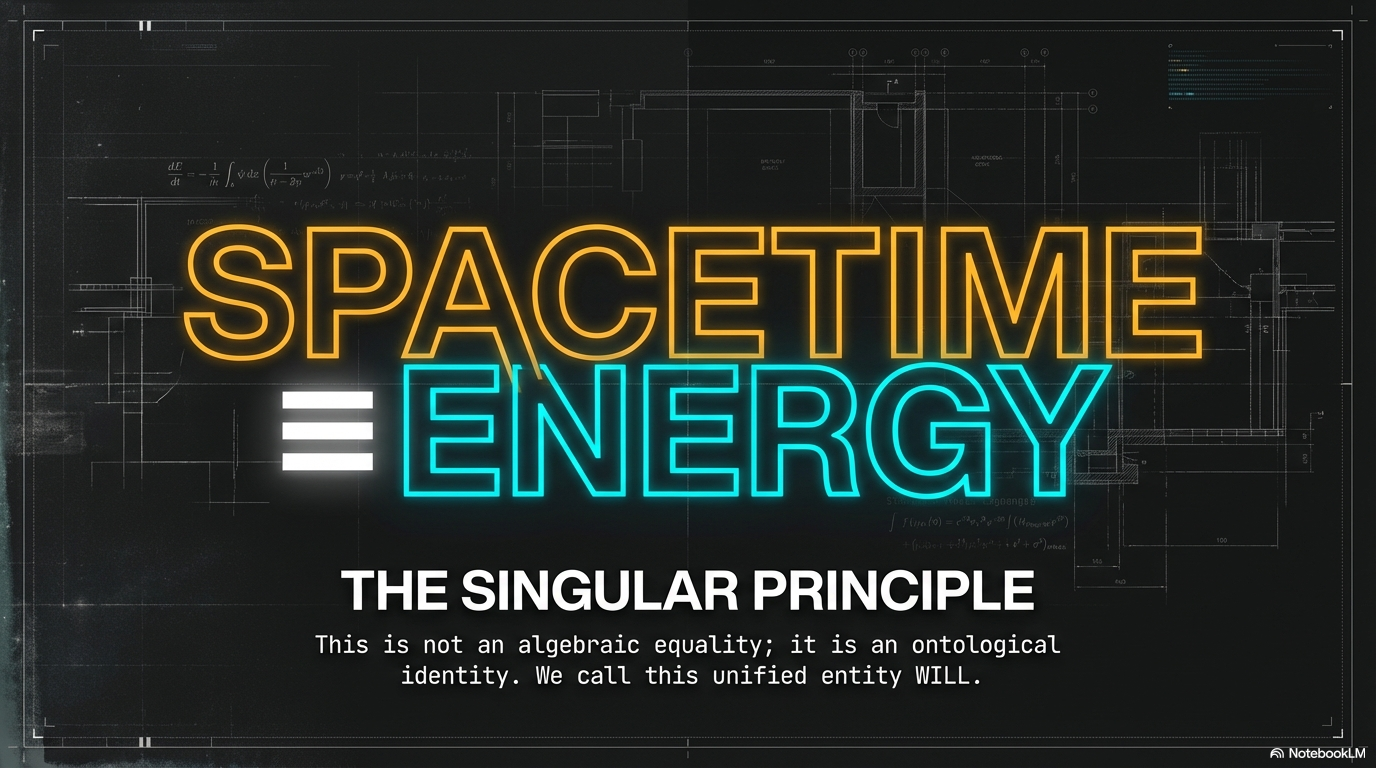 SPACETIME
≡ ENERGY
THE SINGULAR PRINCIPLE
This is not an algebraic equality; it is an ontological
identity. We call this unified entity WILL.
NotebookLM